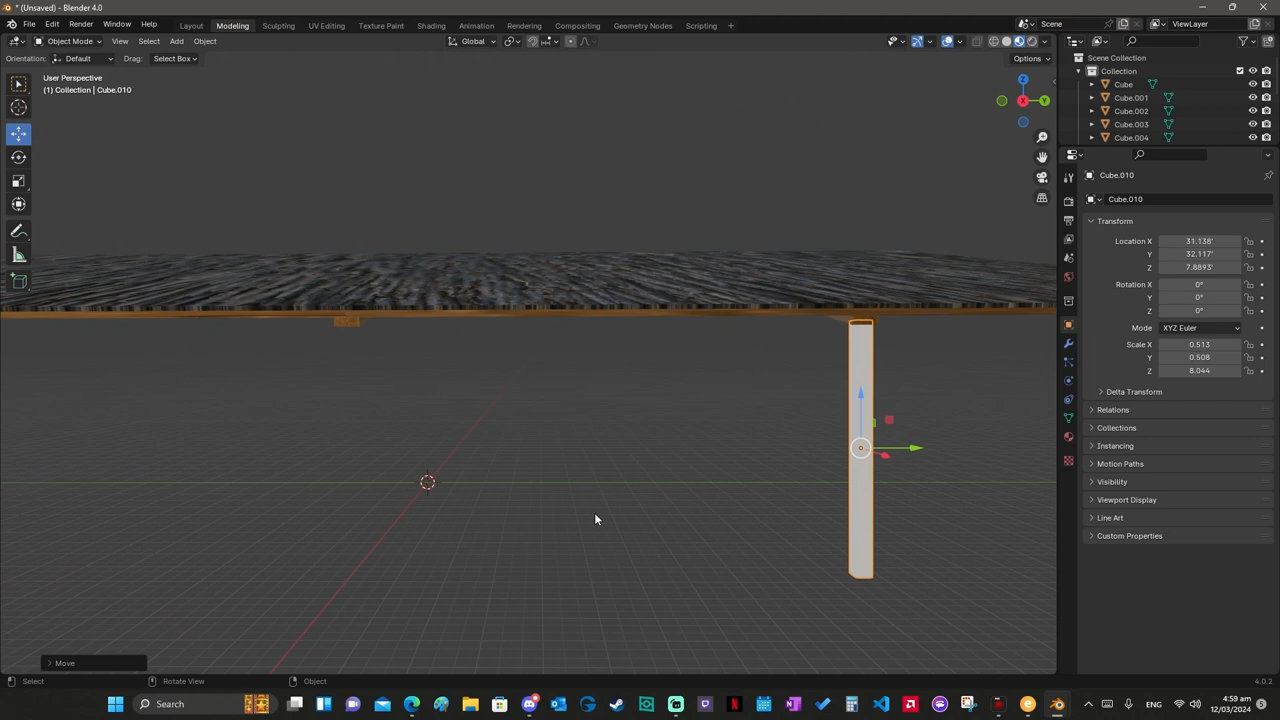 * (Unsaved) - Blender 4.0
File Edit Render Window Help Layout Modeling Sculpting UV Editing Texture Paint Shading Animation Rendering Compositing Geometry Nodes Scripting + Scene ViewLayer
Object Mode View Select Add Object Global
Orientation: Default Drag: Select Box Options
User Perspective
(1) Collection | Cube.010
Z
X
Y
Scene Collection
Collection
Cube
Cube.001
Cube.002
Cube.003
Cube.004
Cube.010
Cube.010
Transform
Location X 31.138'
Y 32.117'
Z 7.8893'
Rotation X 0°
Y 0°
Z 0°
Mode XYZ Euler
Scale X 0.513
Y 0.508
Z 8.044
Delta Transform
Relations
Collections
Instancing
Motion Paths
Visibility
Viewport Display
Line Art
Custom Properties
Move
Select Rotate View Object 4.0.2
Search
ENG
4:59 am
12/03/2024